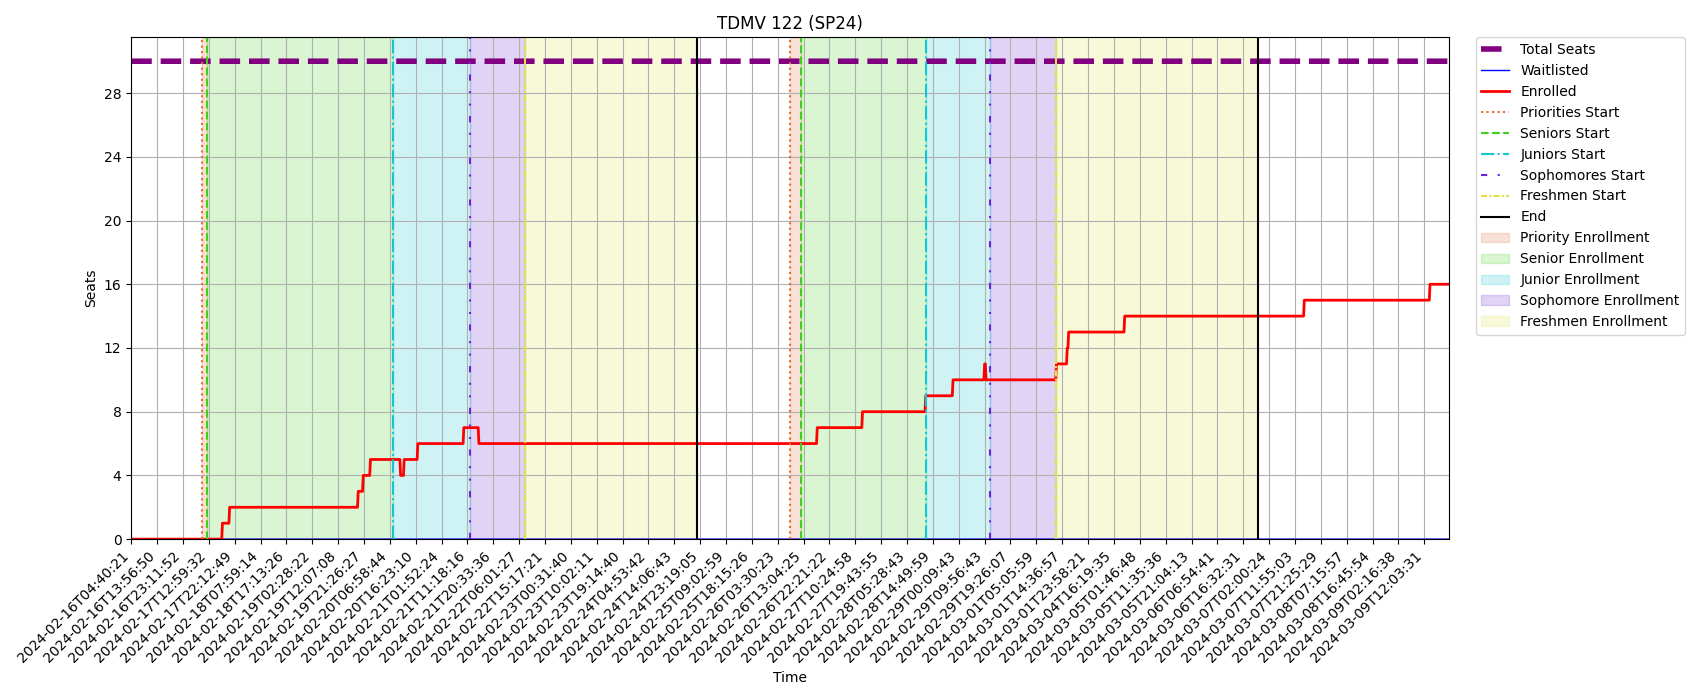 TDMV 122 (SP24)
Total Seats
Waitlisted
Enrolled
Priorities Start
Seniors Start
Juniors Start
Sophomores Start
Freshmen Start
End
Priority Enrollment
Senior Enrollment
Junior Enrollment
Sophomore Enrollment
Freshmen Enrollment
Seats
28
24
20
16
12
8
4
0
2024-02-16T04:40:21
2024-02-16T13:56:50
2024-02-16T23:11:52
2024-02-17T12:59:32
2024-02-17T22:12:49
2024-02-18T07:59:14
2024-02-18T17:13:26
2024-02-19T02:28:22
2024-02-19T12:07:08
2024-02-19T21:26:27
2024-02-20T06:58:44
2024-02-20T16:23:10
2024-02-21T01:52:24
2024-02-21T11:18:16
2024-02-21T20:33:36
2024-02-22T06:01:27
2024-02-22T15:17:21
2024-02-23T00:31:40
2024-02-23T10:02:11
2024-02-23T19:14:40
2024-02-24T04:53:42
2024-02-24T14:06:43
2024-02-24T23:19:05
2024-02-25T09:02:59
2024-02-25T18:15:26
2024-02-26T03:30:23
2024-02-26T13:04:25
2024-02-26T22:21:22
2024-02-27T10:24:58
2024-02-27T19:43:55
2024-02-28T05:28:43
2024-02-28T14:49:59
2024-02-29T00:09:43
2024-02-29T09:56:43
2024-02-29T19:26:07
2024-03-01T05:05:59
2024-03-01T14:36:57
2024-03-01T23:58:21
2024-03-04T16:19:35
2024-03-05T01:46:48
2024-03-05T11:35:36
2024-03-05T21:04:13
2024-03-06T06:54:41
2024-03-06T16:32:31
2024-03-07T02:00:24
2024-03-07T11:55:03
2024-03-07T21:25:29
2024-03-08T07:15:57
2024-03-08T16:45:54
2024-03-09T02:16:38
2024-03-09T12:03:31
Time